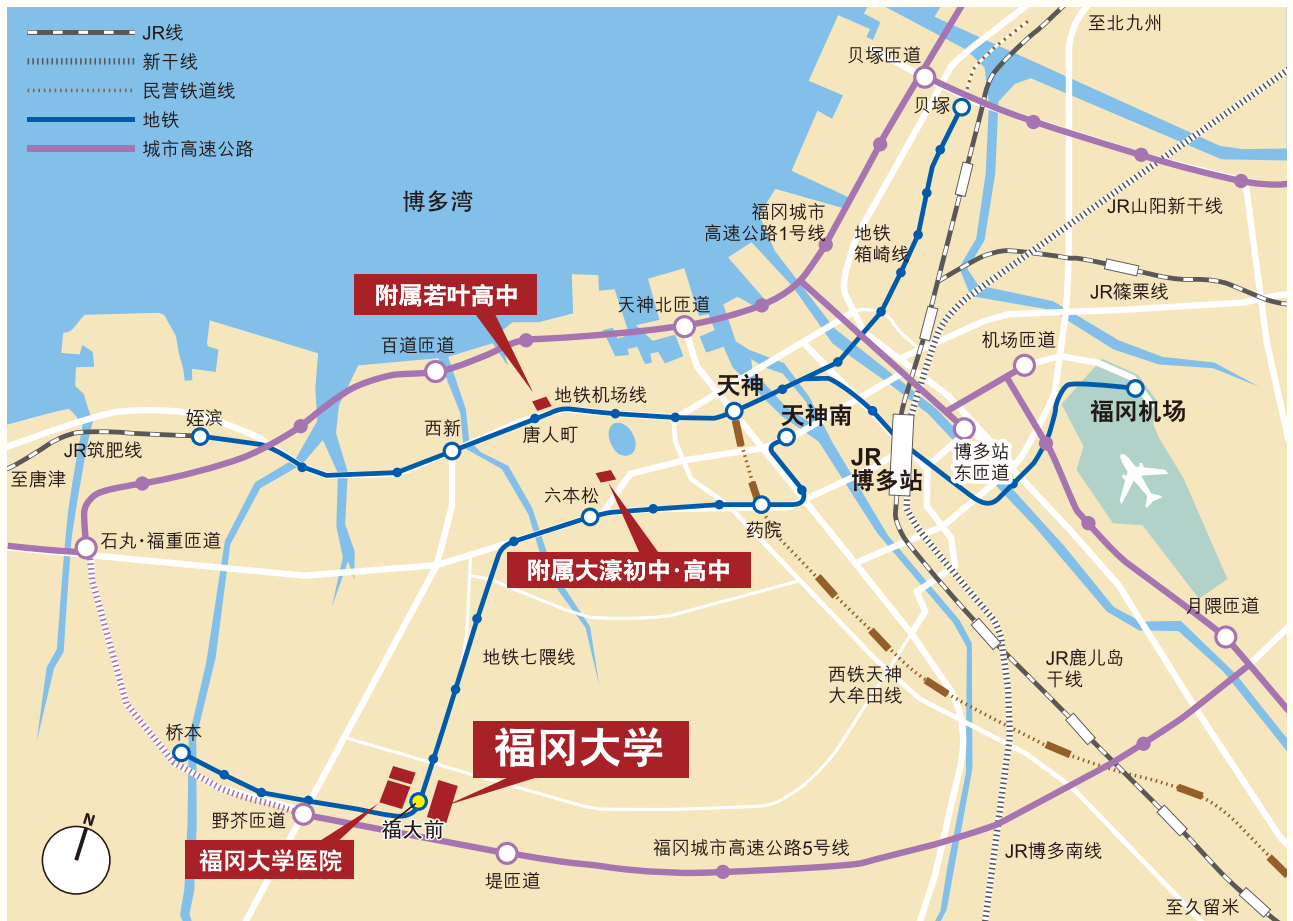 JR线
新干线
民营铁道线
地铁
城市高速公路
博多湾
至北九州
贝塚匝道
贝塚
JR山阳新干线
福冈城市
高速公路1号线
地铁
箱崎线
JR篠栗线
附属若叶高中
天神北匝道
百道匝道
机场匝道
地铁机场线
天神
天神南
福冈机场
唐人町
西新
姪滨
JR筑肥线
至唐津
JR
博多站
博多站
东匝道
六本松
药院
石丸·福重匝道
附属大濠初中·高中
月隈匝道
地铁七隈线
西铁天神
大牟田线
JR鹿儿岛
干线
桥本
福冈大学
野芥匝道
福大前
福冈大学医院
福冈城市高速公路5号线
JR博多南线
堤匝道
至久留米
N